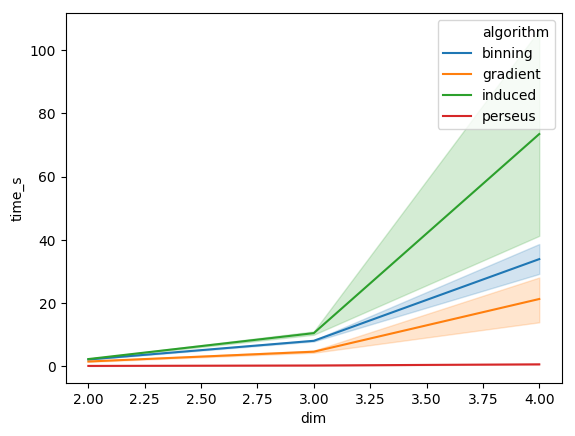 algorithm
binning
gradient
induced
perseus
100
80
60
40
20
0
time_s
2.00 2.25 2.50 2.75 3.00 3.25 3.50 3.75 4.00
dim